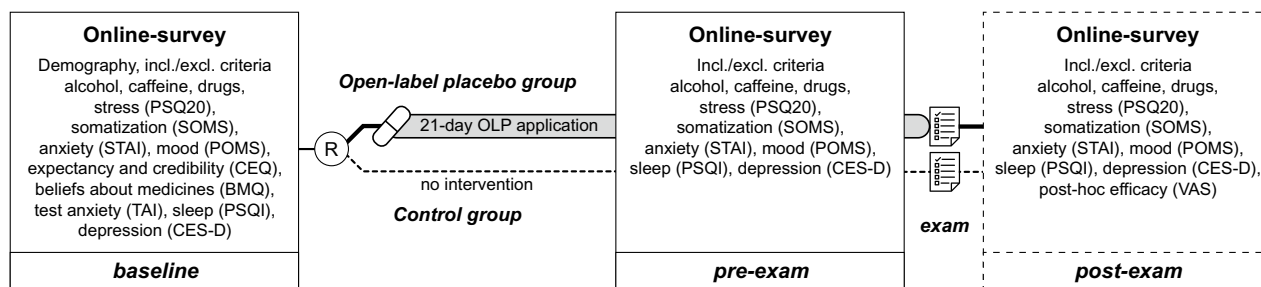 Online-survey
Demography, incl./excl. criteria
alcohol, caffeine, drugs,
stress (PSQ20),
somatization (SOMS),
anxiety (STAI), mood (POMS),
expectancy and credibility (CEQ),
beliefs about medicines (BMQ),
test anxiety (TAI), sleep (PSQI),
depression (CES-D)
baseline
R
Open-label placebo group
21-day OLP application
no intervention
Control group
Online-survey
Incl./excl. criteria
alcohol, caffeine, drugs,
stress (PSQ20),
somatization (SOMS),
anxiety (STAI), mood (POMS),
sleep (PSQI), depression (CES-D)
pre-exam
exam
Online-survey
Incl./excl. criteria
alcohol, caffeine, drugs,
stress (PSQ20),
somatization (SOMS),
anxiety (STAI), mood (POMS),
sleep (PSQI), depression (CES-D),
post-hoc efficacy (VAS)
post-exam